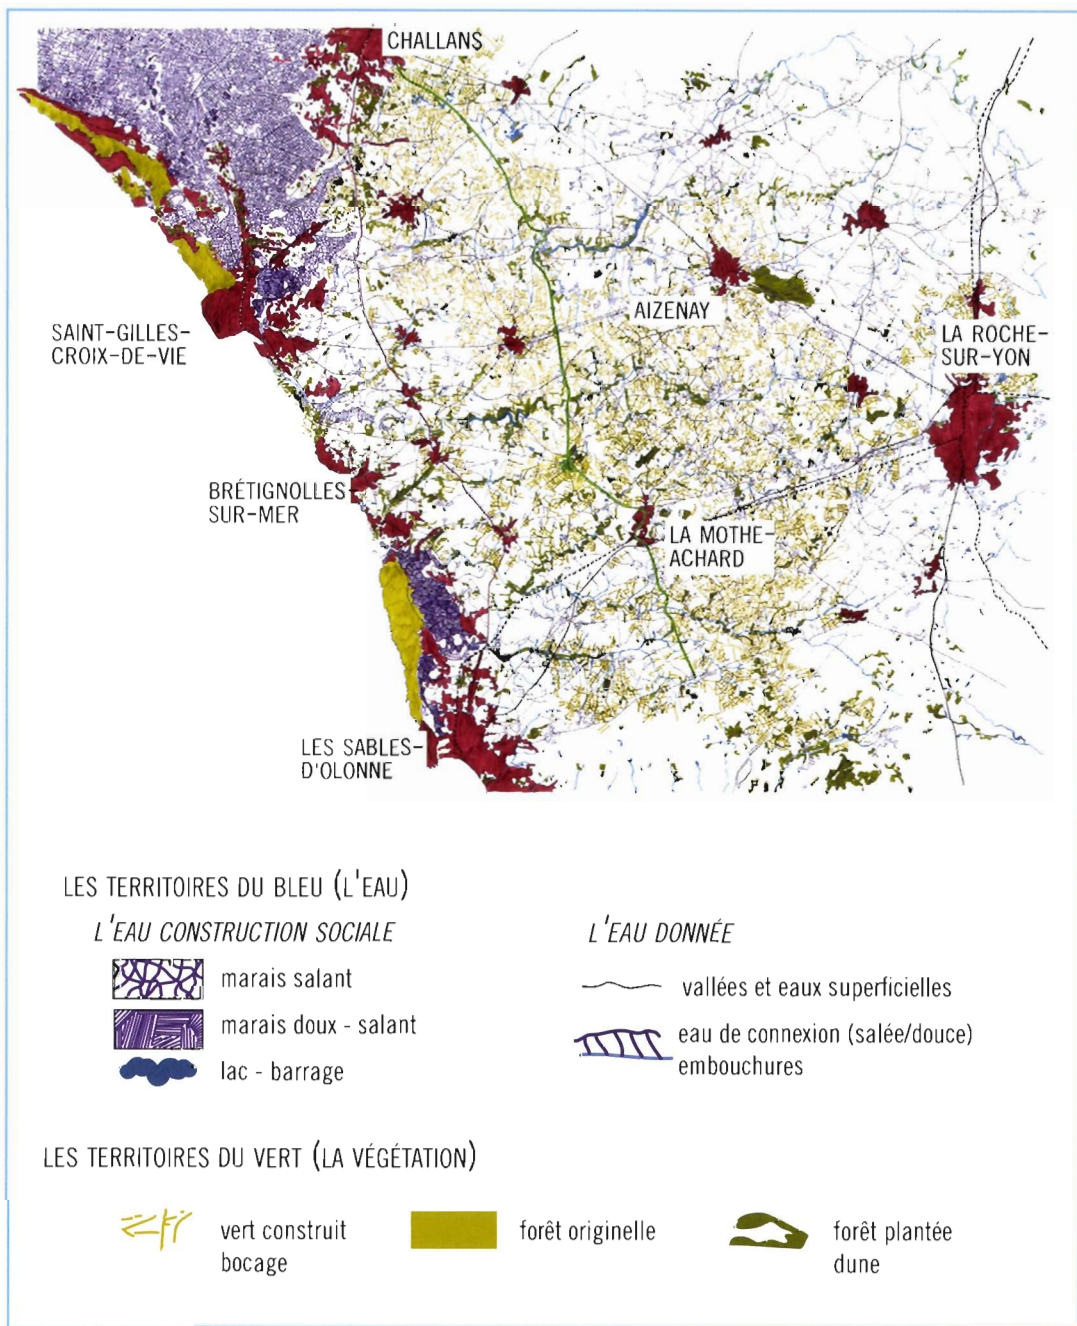 CHALLANS
AIZENAY
SAINT-GILLES-
CROIX-DE-VIE
LA ROCHE-
SUR-YON
BRÉTIGNOLLES-
SUR-MER
LA MOTHE-
ACHARD
LES SABLES-
D'OLONNE
LES TERRITOIRES DU BLEU (L'EAU)
L'EAU CONSTRUCTION SOCIALE
marais salant
marais doux - salant
lac - barrage
L'EAU DONNÉE
vallées et eaux superficielles
eau de connexion (salée/douce)
embouchures
LES TERRITOIRES DU VERT (LA VÉGÉTATION)
vert construit
bocage
forêt originelle
forêt plantée
dune